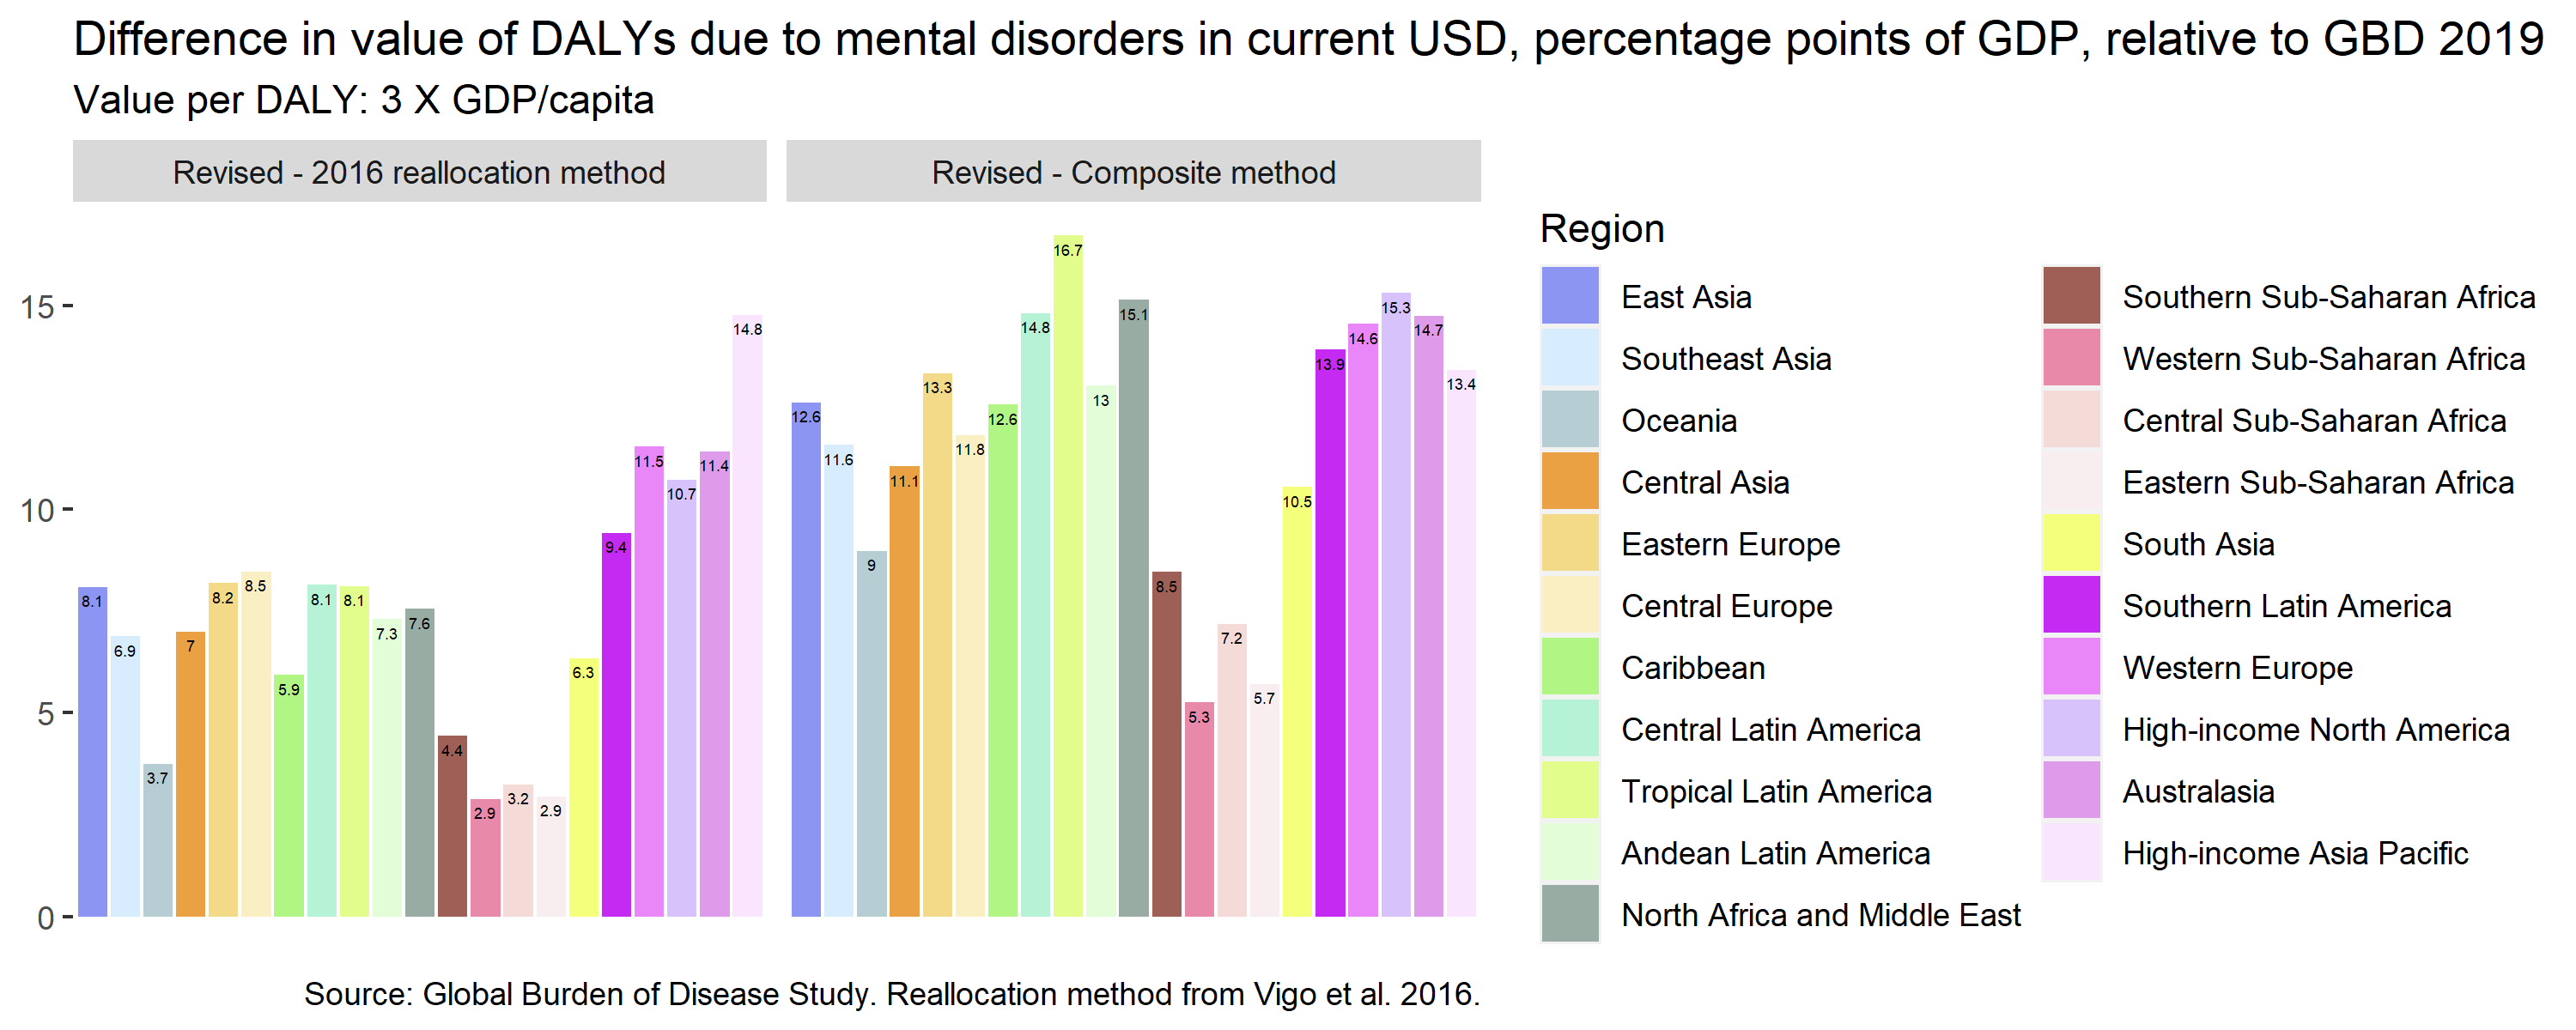 Difference in value of DALYs due to mental disorders in current USD, percentage points of GDP, relative to GBD 2019
Value per DALY: 3 X GDP/capita
Revised - 2016 reallocation method
Revised - Composite method
15
10
5
0
8.1
6.9
3.7
7
8.2
8.5
5.9
8.1
8.1
7.3
7.6
4.4
2.9
3.2
2.9
6.3
9.4
11.5
10.7
11.4
14.8
12.6
11.6
9
11.1
13.3
11.8
12.6
14.8
16.7
13
15.1
8.5
5.3
7.2
5.7
10.5
13.9
14.6
15.3
14.7
13.4
Region
East Asia
Southeast Asia
Oceania
Central Asia
Eastern Europe
Central Europe
Caribbean
Central Latin America
Tropical Latin America
Andean Latin America
North Africa and Middle East
Southern Sub-Saharan Africa
Western Sub-Saharan Africa
Central Sub-Saharan Africa
Eastern Sub-Saharan Africa
South Asia
Southern Latin America
Western Europe
High-income North America
Australasia
High-income Asia Pacific
Source: Global Burden of Disease Study. Reallocation method from Vigo et al. 2016.